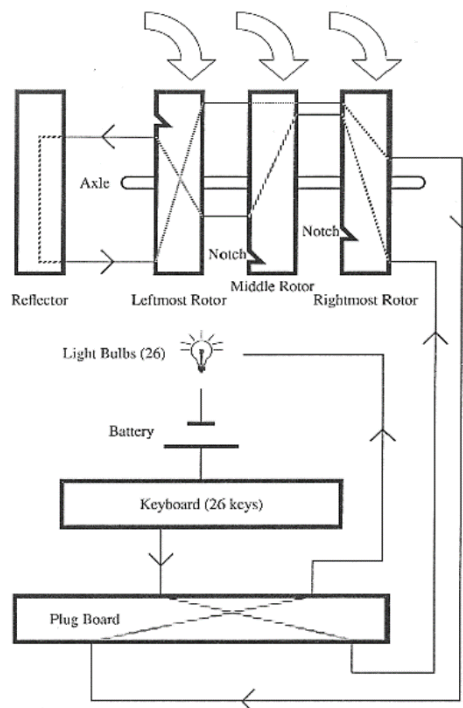 Axle
Notch
Notch
Reflector
Leftmost Rotor
Middle Rotor
Rightmost Rotor
Light Bulbs (26)
Battery
Keyboard (26 keys)
Plug Board